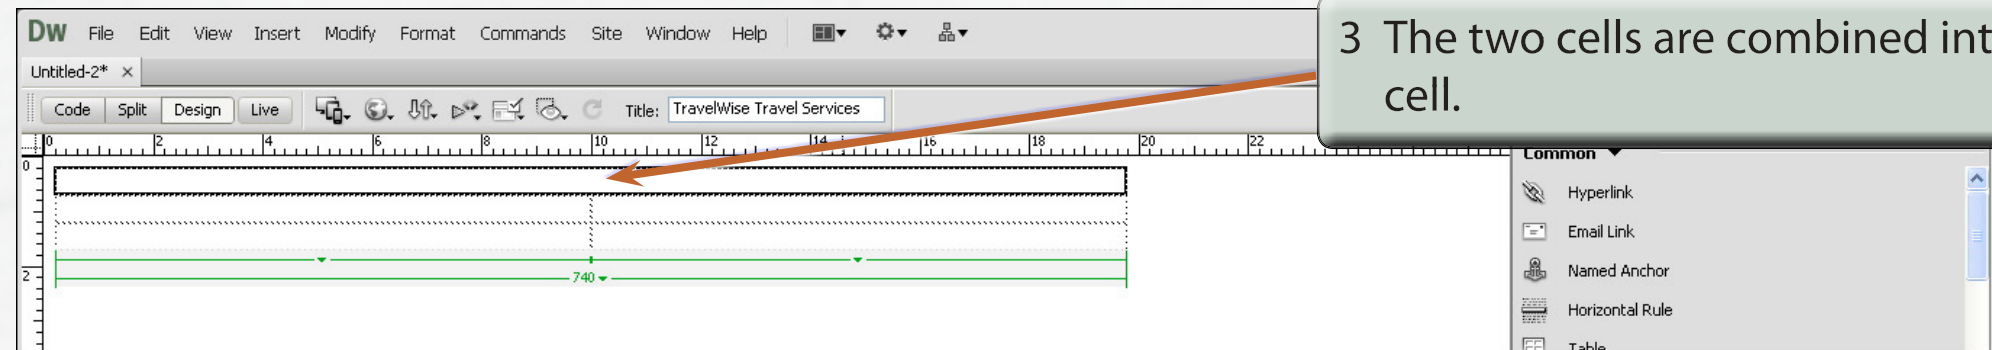 Dw File Edit View Insert Modify Format Commands Site Window Help
3 The two cells are combined int
cell.
Untitled-2* ×
Code Split Design Live Title: TravelWise Travel Services
0 2 4 6 8 10 12 14 16 18 20 22
0
2
740
Common
Hyperlink
Email Link
Named Anchor
Horizontal Rule
Table